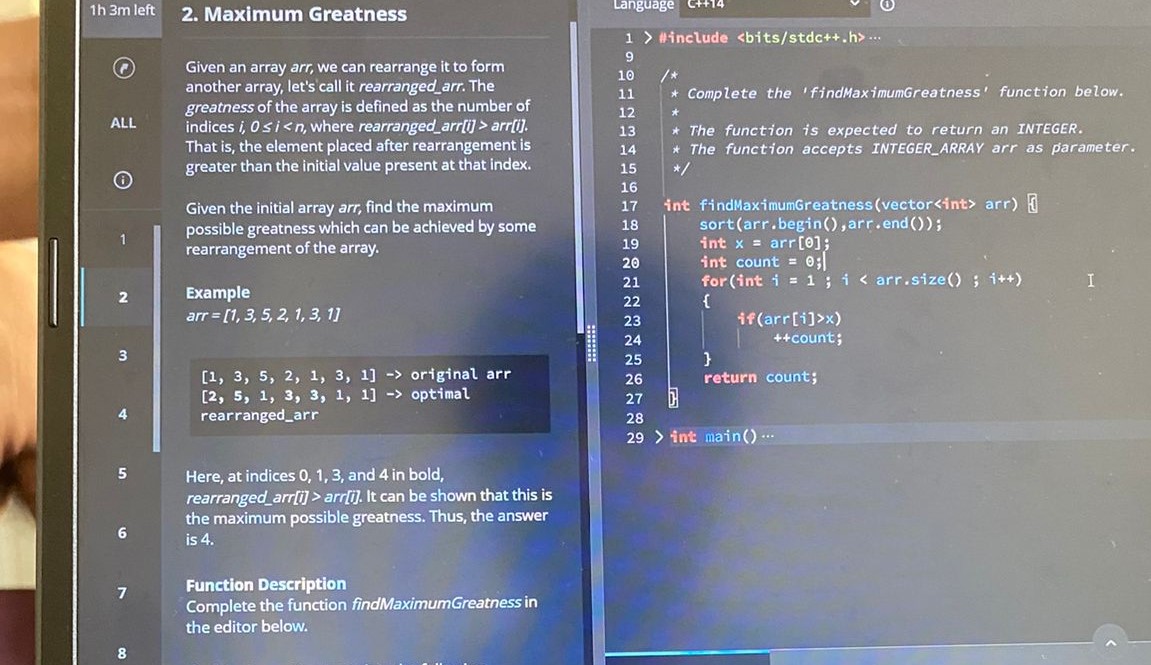 1h 3m left
ALL
1
2
3
4
5
6
7
8
2. Maximum Greatness
Given an array arr, we can rearrange it to form
another array, let's call it rearranged_arr. The
greatness of the array is defined as the number of
indices i, 0 ≤ i < n, where rearranged_arr[i] > arr[i].
That is, the element placed after rearrangement is
greater than the initial value present at that index.
Given the initial array arr, find the maximum
possible greatness which can be achieved by some
rearrangement of the array.
Example
arr = [1, 3, 5, 2, 1, 3, 1]
[1, 3, 5, 2, 1, 3, 1] -> original arr
[2, 5, 1, 3, 3, 1, 1] -> optimal
rearranged_arr
Here, at indices 0, 1, 3, and 4 in bold,
rearranged_arr[i] > arr[i]. It can be shown that this is
the maximum possible greatness. Thus, the answer
is 4.
Function Description
Complete the function findMaximumGreatness in
the editor below.
Language C++14
1 > #include <bits/stdc++.h>...
9
10 /*
11 * Complete the 'findMaximumGreatness' function below.
12 *
13 * The function is expected to return an INTEGER.
14 * The function accepts INTEGER_ARRAY arr as parameter.
15 */
16
17 int findMaximumGreatness(vector<int> arr) {
18 sort(arr.begin(),arr.end());
19 int x = arr[0];
20 int count = 0;
21 for(int i = 1 ; i < arr.size() ; i++)
22 {
23 if(arr[i]>x)
24 ++count;
25 }
26 return count;
27 }
28
29 > int main()...